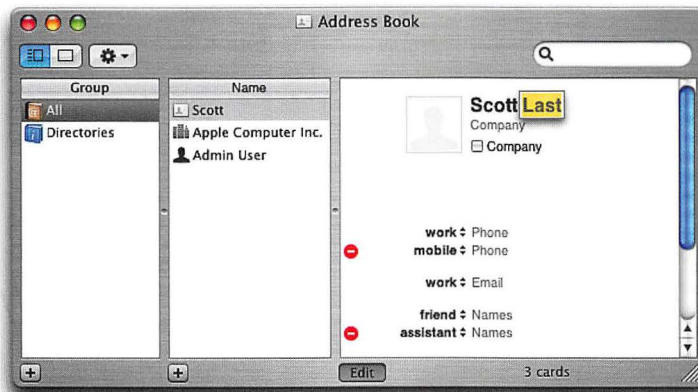 Address Book
Group
All
Directories
Name
Scott
Apple Computer Inc.
Admin User
Scott Last
Company
Company
work Phone
mobile Phone
work Email
friend Names
assistant Names
Edit
3 cards